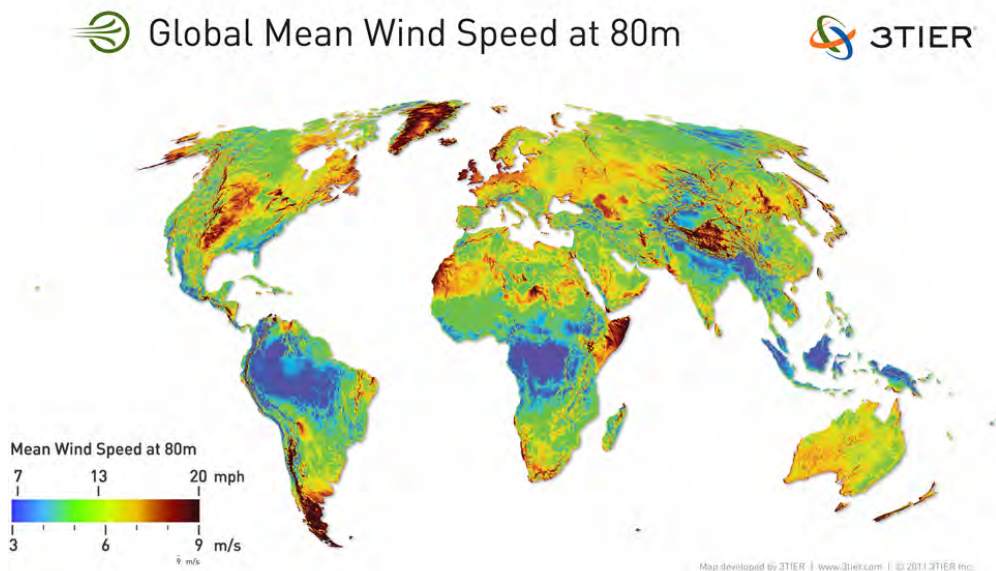 Global Mean Wind Speed at 80m
3TIER
Mean Wind Speed at 80m
7 13 20 mph
3 6 9 m/s
9 m/s
Map developed by 3TIER | www.3tier.com | © 2011 3TIER Inc.